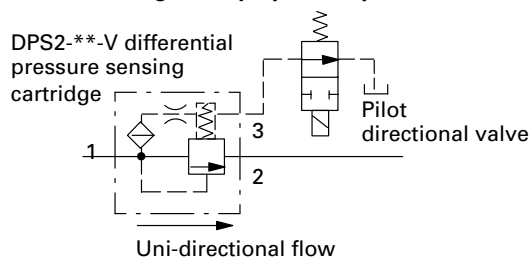 DPS2-**-V differential
pressure sensing
cartridge
3
Pilot
directional valve
1
2
Uni-directional flow